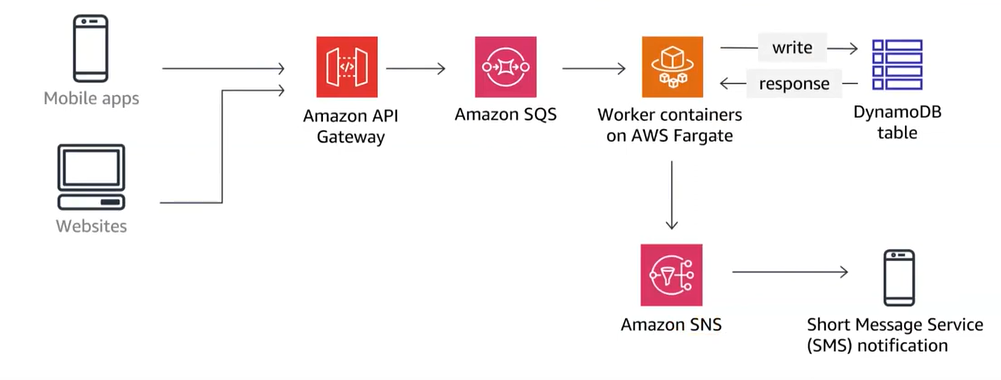 Mobile apps
Websites
Amazon API
Gateway
Amazon SQS
Worker containers
on AWS Fargate
write
response
DynamoDB
table
Amazon SNS
Short Message Service
(SMS) notification